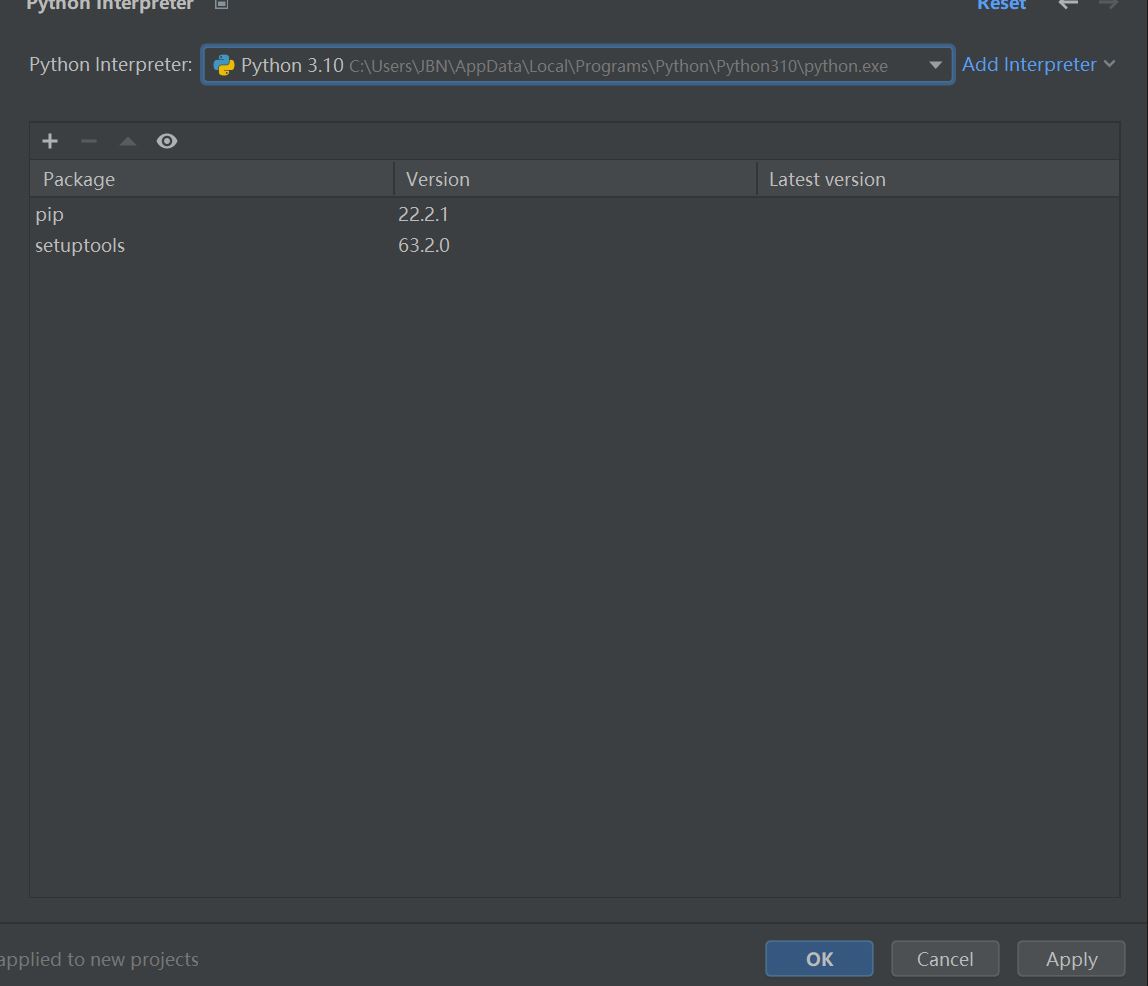 Python Interpreter Reset
Python Interpreter: Python 3.10 C:\Users\JBN\AppData\Local\Programs\Python\Python310\python.exe Add Interpreter
Package Version Latest version
pip 22.2.1
setuptools 63.2.0
applied to new projects OK Cancel Apply